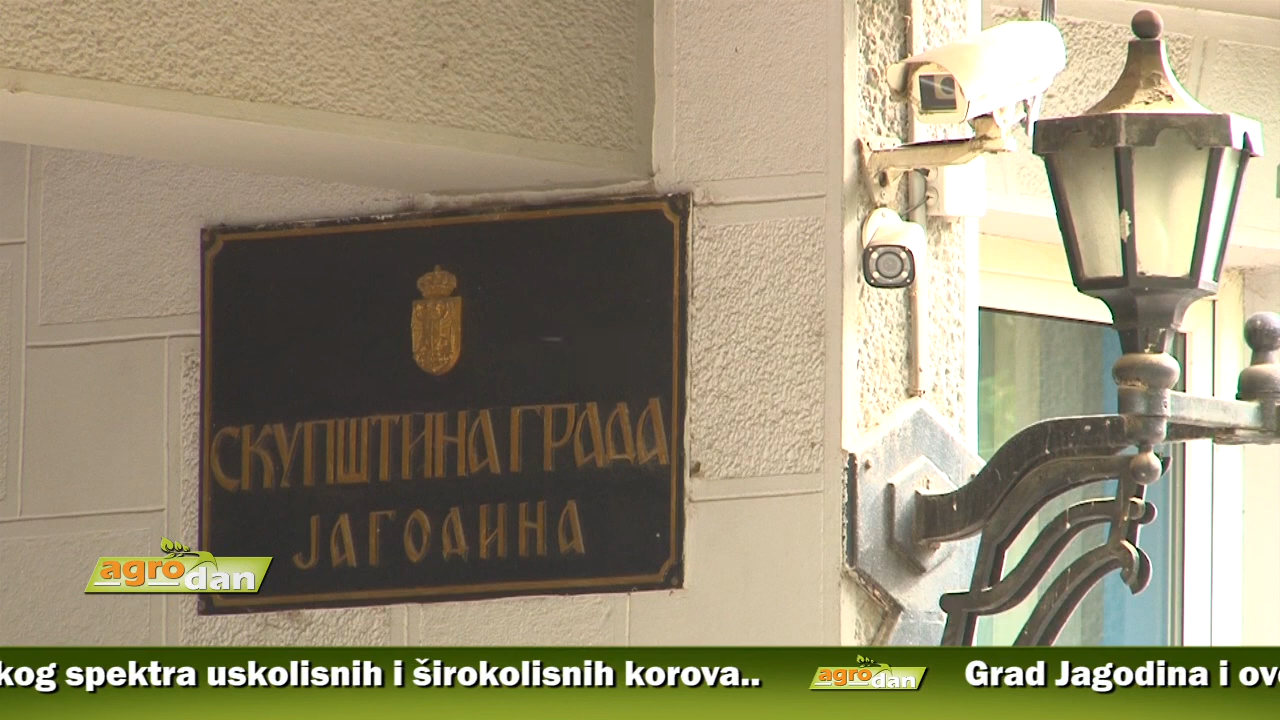 СКУПШТИНА ГРАДА
ЈАГОДИНА
agro
dan
kog spektra uskolisnih i širokolisnih korova.. agro dan Grad Jagodina i ov